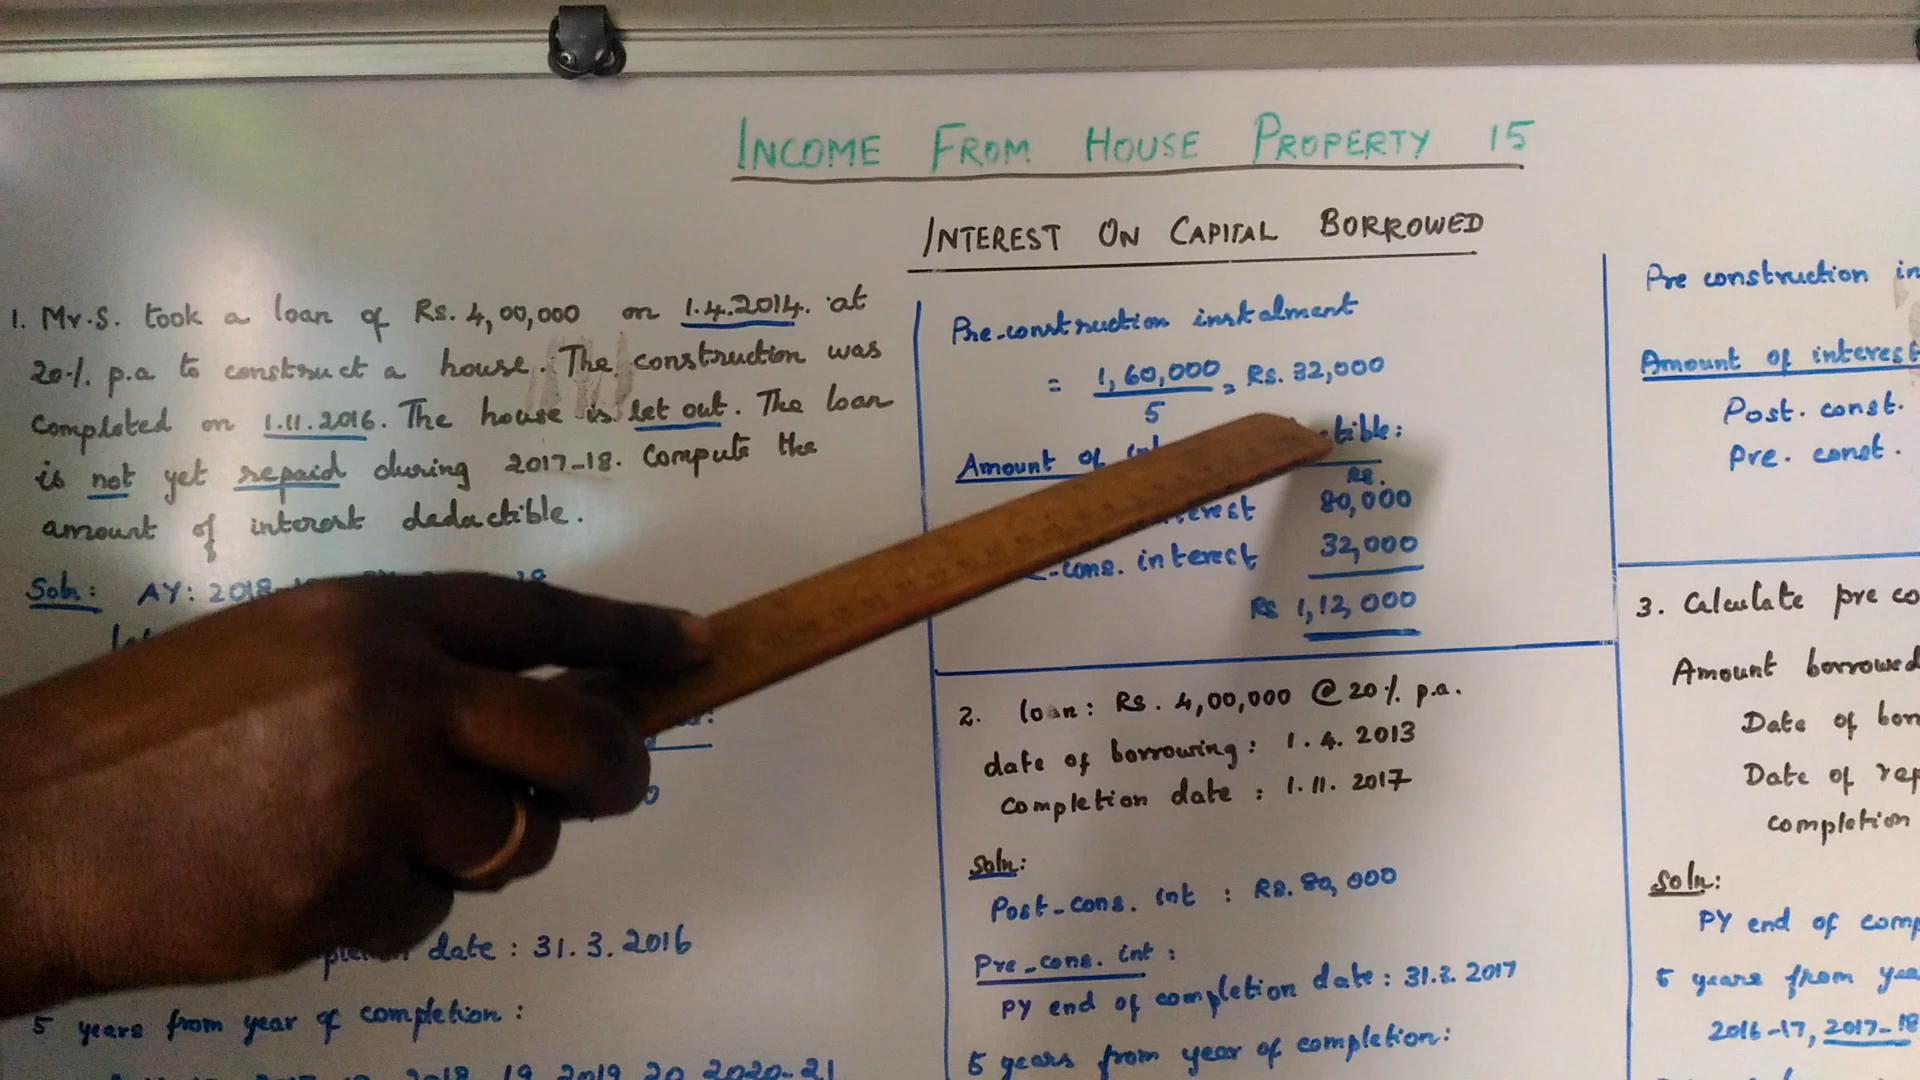 INCOME FROM HOUSE PROPERTY 15
INTEREST ON CAPITAL BORROWED
1. Mr.S. took a loan of Rs. 4,00,000 on 1.4.2014. at
20%. p.a to construct a house. The construction was
completed on 1.11.2016. The house is let out. The loan
is not yet repaid during 2017-18. Compute the
amount of interest deductible.
Soln: AY: 2018
date: 31.3.2016
5 years from year of completion:
2018-19 2019-20 2020-21
Pre-construction instalment
= 1,60,000 = Rs. 32,000
5
Amount of
Rs.
80,000
cons. interest 32,000
Rs 1,12,000
2. loan: Rs. 4,00,000 @ 20%. p.a.
date of borrowing: 1.4.2013
Completion date: 1.11.2017
Soln:
Post-cons. int : Rs. 80,000
Pre-cons. int:
PY end of completion date: 31.3.2017
5 years from year of completion:
Pre construction
Amount of interest
Post. const.
Pre. const.
3. Calculate pre
Amount borrowed
Date of
Date of
completion
Soln:
PY end of
5 years from
2016-17, 2017-18